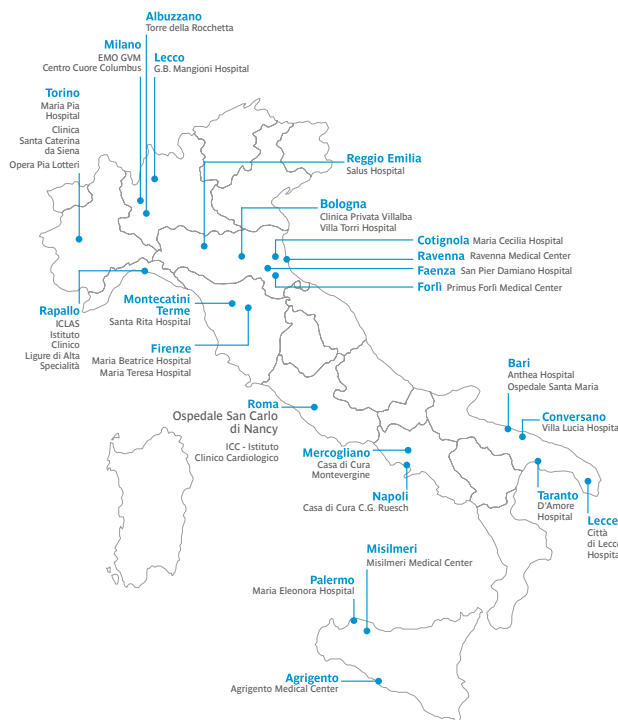 Albuzzano
Torre della Rocchetta
Milano
EMO GVM
Centro Cuore Columbus
Lecco
G.B. Mangioni Hospital
Torino
Maria Pia
Hospital
Clinica
Santa Caterina
da Siena
Opera Pia Lotteri
Reggio Emilia
Salus Hospital
Bologna
Clinica Privata Villalba
Villa Torri Hospital
Cotignola Maria Cecilia Hospital
Ravenna Ravenna Medical Center
Faenza San Pier Damiano Hospital
Forlì Primus Forlì Medical Center
Rapallo
ICLAS
Istituto
Clinico
Ligure di Alta
Specialità
Montecatini
Terme
Santa Rita Hospital
Firenze
Maria Beatrice Hospital
Maria Teresa Hospital
Roma
Ospedale San Carlo
di Nancy
ICC - Istituto
Clinico Cardiologico
Mercogliano
Casa di Cura
Montevergine
Napoli
Casa di Cura C.G. Ruesch
Bari
Anthea Hospital
Ospedale Santa Maria
Conversano
Villa Lucia Hospital
Taranto
D'Amore
Hospital
Lecce
Città
di Lecce
Hospital
Misilmeri
Misilmeri Medical Center
Palermo
Maria Eleonora Hospital
Agrigento
Agrigento Medical Center